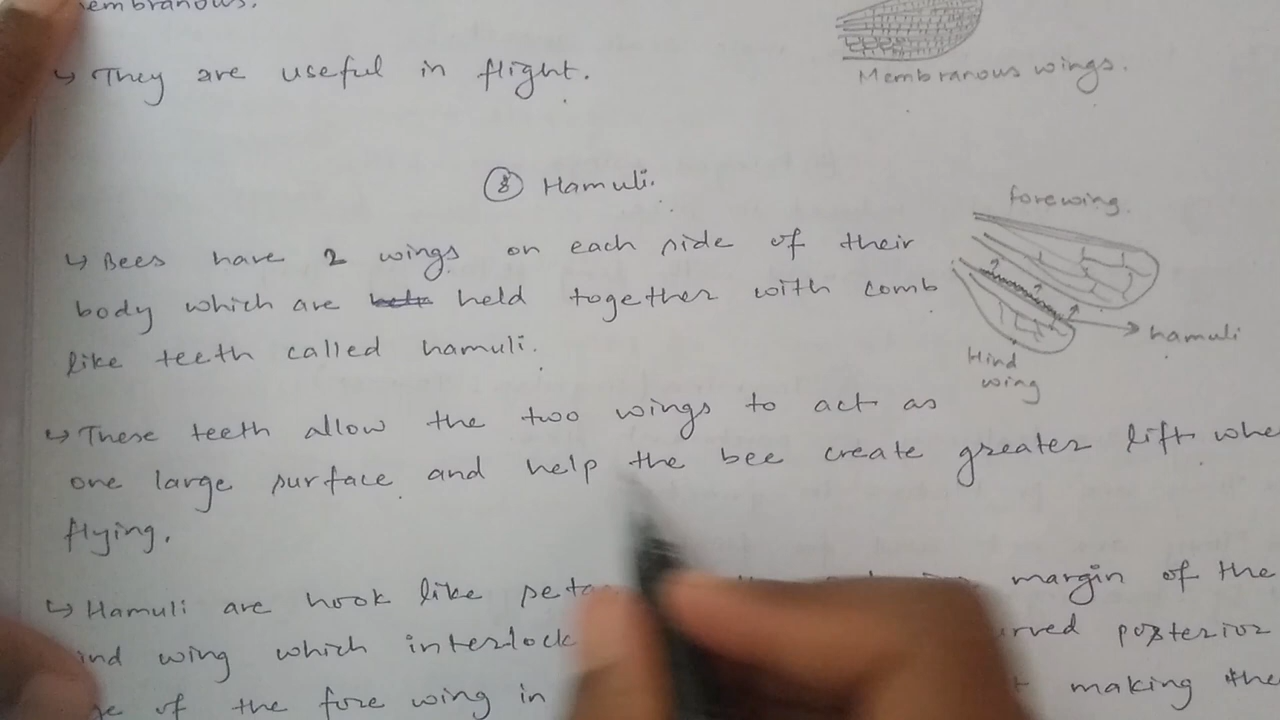 embranous.
↳ They are useful in flight.
Membranous wings.
⑧ Hamuli.
forewing.
↳ Bees have 2 wings on each side of their
body which are held together with comb
like teeth called hamuli.
hamuli
Hind
wing
↳ These teeth allow the two wings to act as
one large surface and help the bee create greater lift whe
flying.
↳ Hamuli are hook like margin of the
ind wing which interlock posterior
of the fore wing in making the